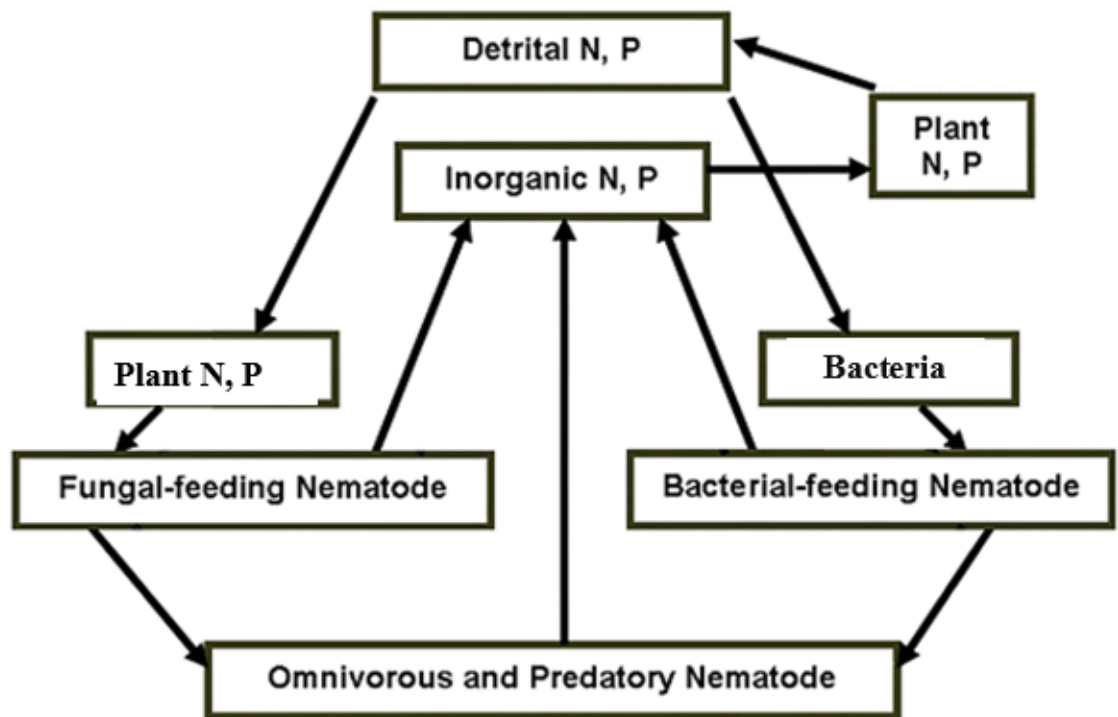 Detrital N, P
Plant
N, P
Inorganic N, P
Plant N, P
Bacteria
Fungal-feeding Nematode
Bacterial-feeding Nematode
Omnivorous and Predatory Nematode